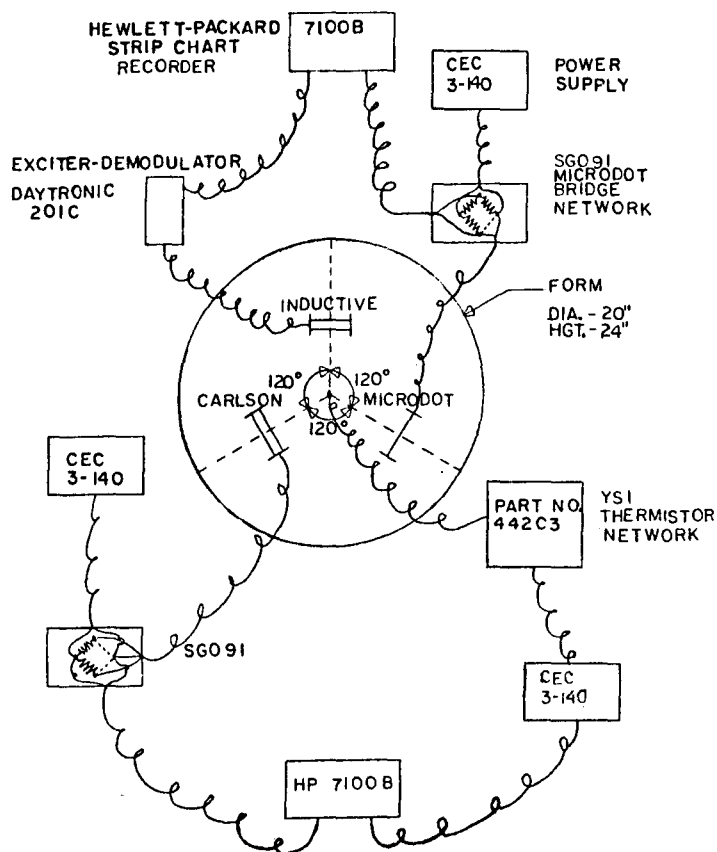 HEWLETT-PACKARD
STRIP CHART
RECORDER
7100B
CEC
3-140
POWER
SUPPLY
EXCITER-DEMODULATOR
DAYTRONIC
201C
SGO91
MICRODOT
BRIDGE
NETWORK
INDUCTIVE
FORM
DIA. - 20"
HGT. - 24"
120°
120°
CARLSON
MICRODOT
120°
CEC
3-140
PART NO.
442C3
YSI
THERMISTOR
NETWORK
SGO91
CEC
3-140
HP 7100B